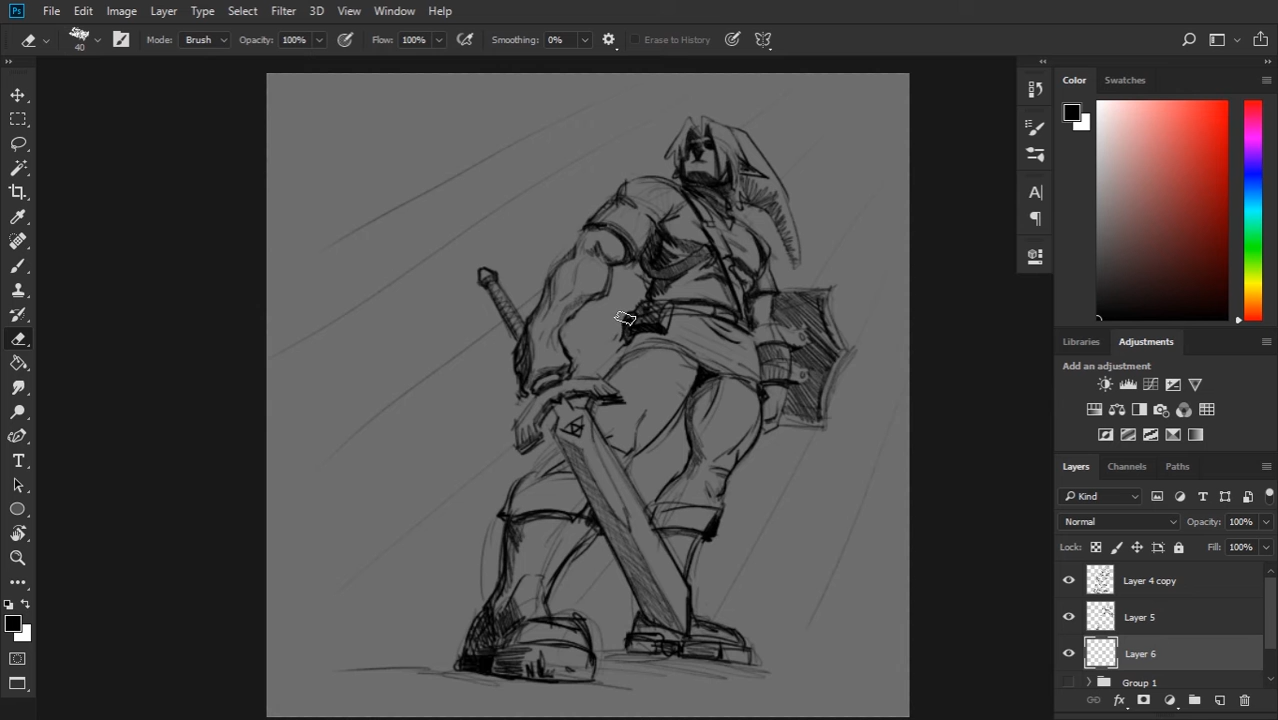 Ps File Edit Image Layer Type Select Filter 3D View Window Help
40 Mode: Brush Opacity: 100% Flow: 100% Smoothing: 0% Erase to History
Color Swatches
Libraries Adjustments
Add an adjustment
Layers Channels Paths
Kind
Normal Opacity: 100%
Lock: Fill: 100%
Layer 4 copy
Layer 5
Layer 6
Group 1